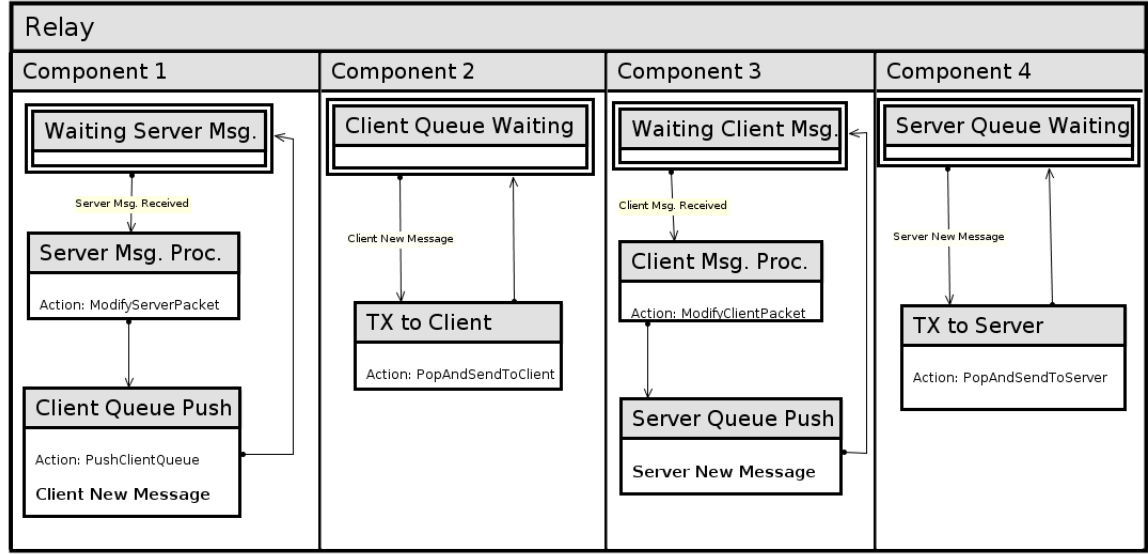 Relay
Component 1
Waiting Server Msg.
Server Msg. Received
Server Msg. Proc.
Action: ModifyServerPacket
Client Queue Push
Action: PushClientQueue
Client New Message
Component 2
Client Queue Waiting
Client New Message
TX to Client
Action: PopAndSendToClient
Component 3
Waiting Client Msg.
Client Msg. Received
Client Msg. Proc.
Action: ModifyClientPacket
Server Queue Push
Server New Message
Component 4
Server Queue Waiting
Server New Message
TX to Server
Action: PopAndSendToServer